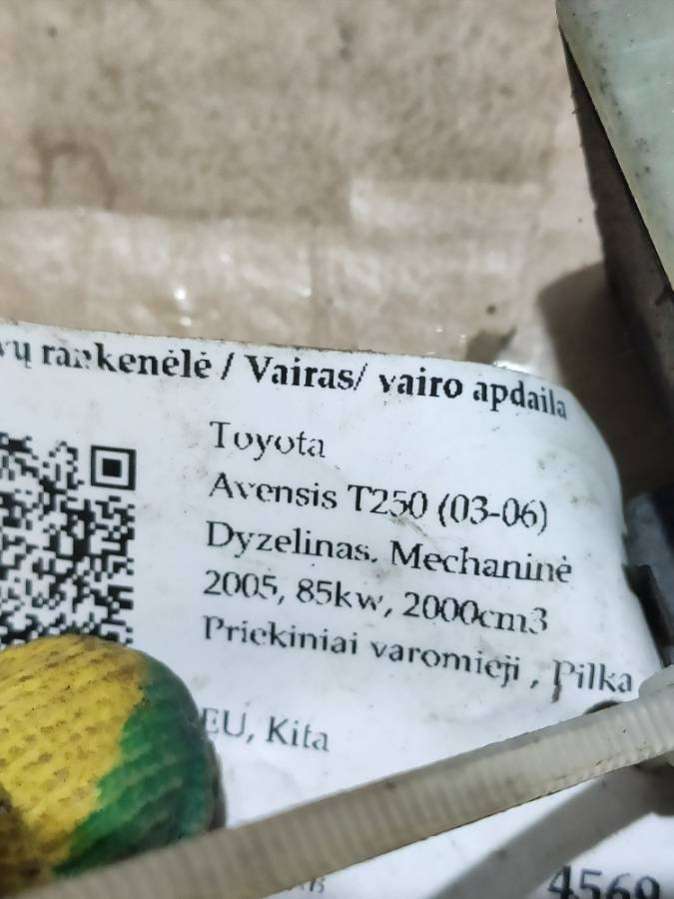 rankenėlė / Vairas/ vairo apdaila
Toyota
Avensis T250 (03-06)
Dyzelinas. Mechaninė
2005, 85kw, 2000cm3
Priekiniai varomieji , Pilka
EU, Kita
4569